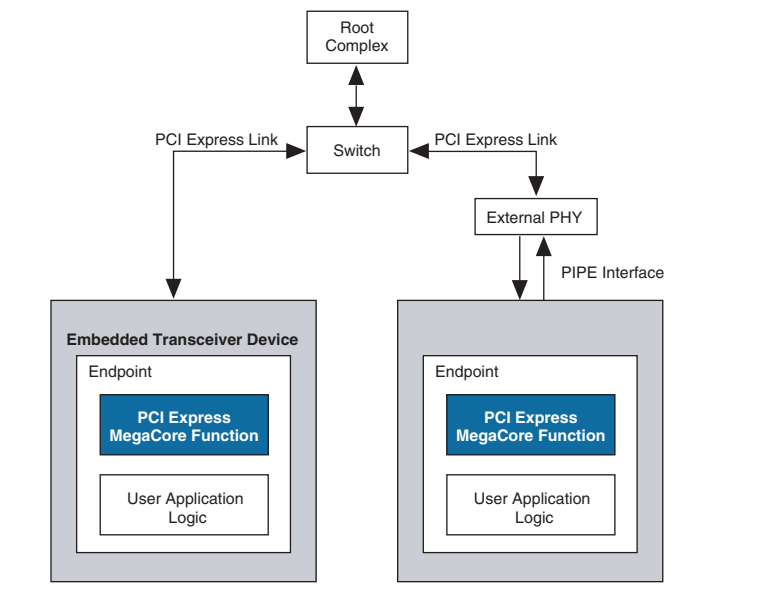 Root
Complex
PCI Express Link
Switch
PCI Express Link
External PHY
PIPE Interface
Embedded Transceiver Device
Endpoint
PCI Express
MegaCore Function
User Application
Logic
Endpoint
PCI Express
MegaCore Function
User Application
Logic